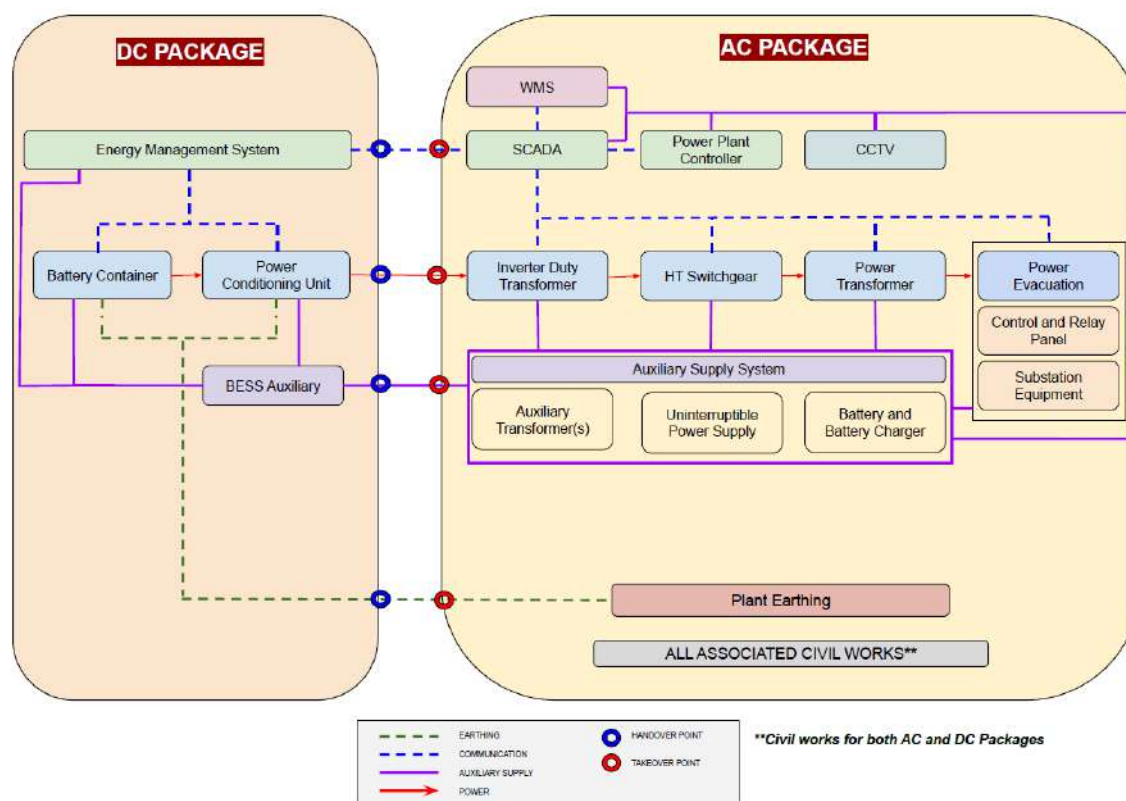 DC PACKAGE
AC PACKAGE
WMS
Energy Management System
SCADA
Power Plant
Controller
CCTV
Battery Container
Power
Conditioning Unit
Inverter Duty
Transformer
HT Switchgear
Power
Transformer
Power
Evacuation
Control and Relay
Panel
Substation
Equipment
BESS Auxiliary
Auxiliary Supply System
Auxiliary
Transformer(s)
Uninterruptible
Power Supply
Battery and
Battery Charger
Plant Earthing
ALL ASSOCIATED CIVIL WORKS**
EARTHING
COMMUNICATION
AUXILIARY SUPPLY
POWER
HANDOVER POINT
TAKEOVER POINT
**Civil works for both AC and DC Packages